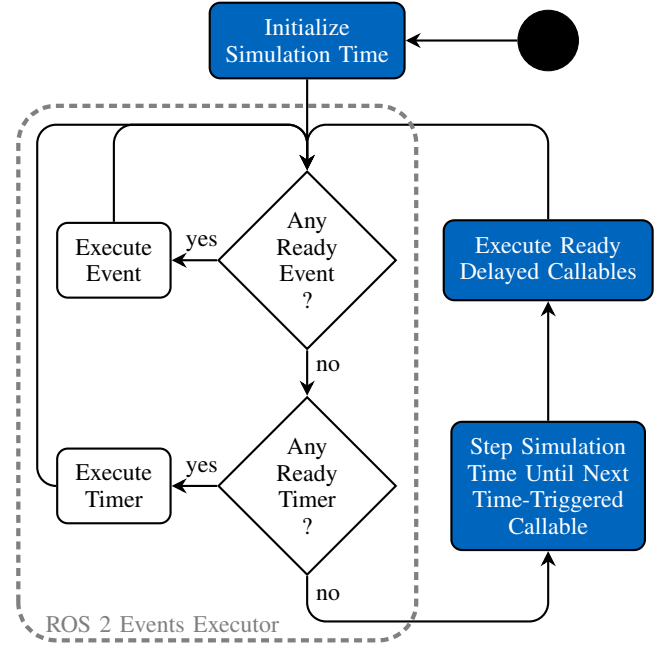 Initialize
Simulation Time
Any
Ready
Event
?
yes
Execute
Event
Execute Ready
Delayed Callables
no
Any
Ready
Timer
?
yes
Execute
Timer
Step Simulation
Time Until Next
Time-Triggered
Callable
no
ROS 2 Events Executor